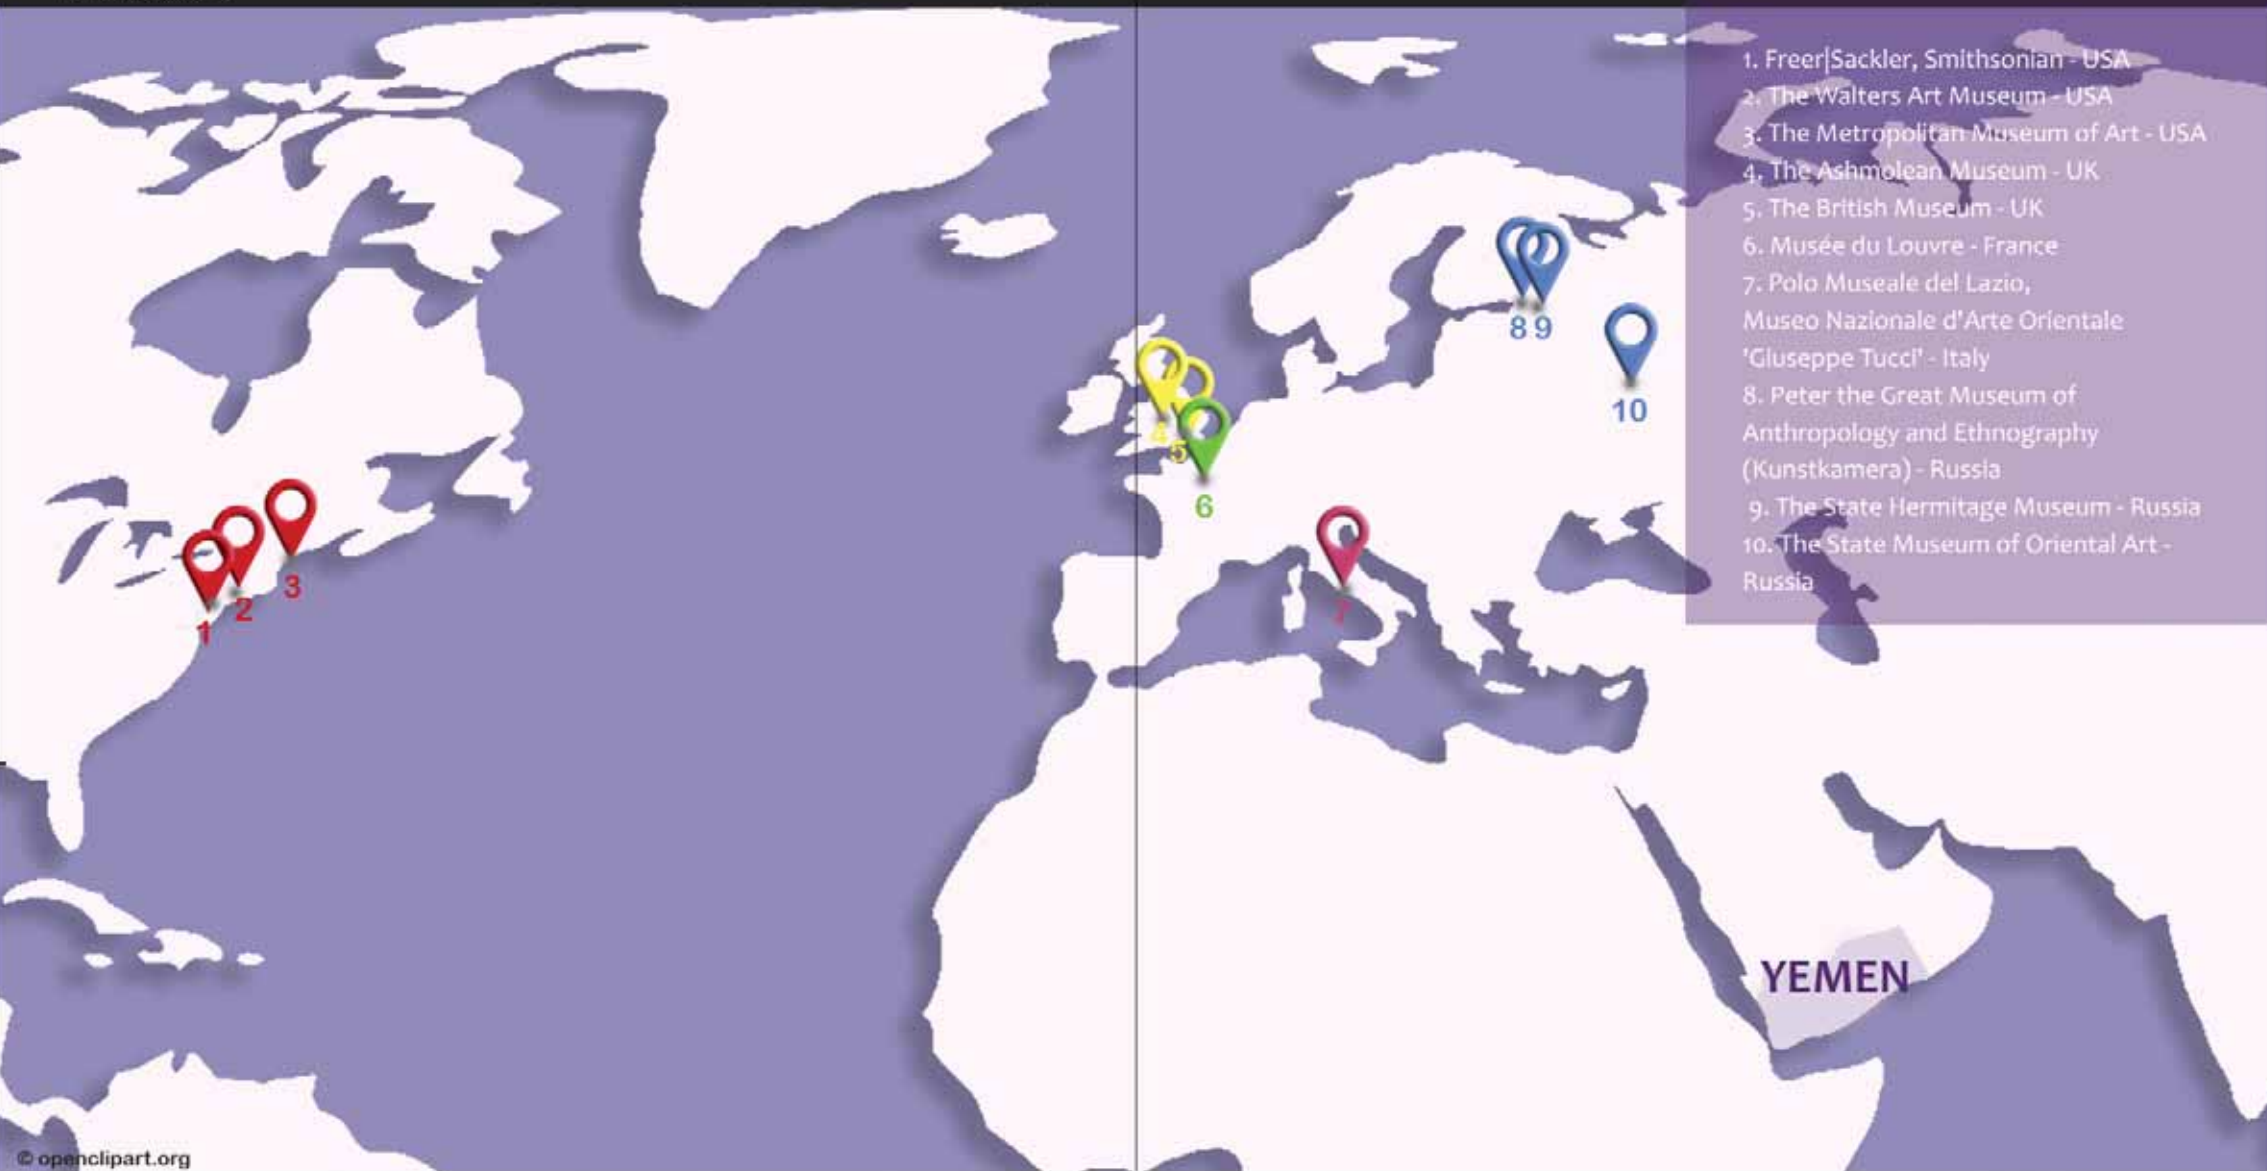 1. Freer|Sackler, Smithsonian - USA
2. The Walters Art Museum - USA
3. The Metropolitan Museum of Art - USA
4. The Ashmolean Museum - UK
5. The British Museum - UK
6. Musée du Louvre - France
7. Polo Museale del Lazio,
Museo Nazionale d'Arte Orientale
'Giuseppe Tucci' - Italy
8. Peter the Great Museum of
Anthropology and Ethnography
(Kunstkamera) - Russia
9. The State Hermitage Museum - Russia
10. The State Museum of Oriental Art -
Russia
8 9
10
4
5
6
3
2
1
7
YEMEN
© openclipart.org